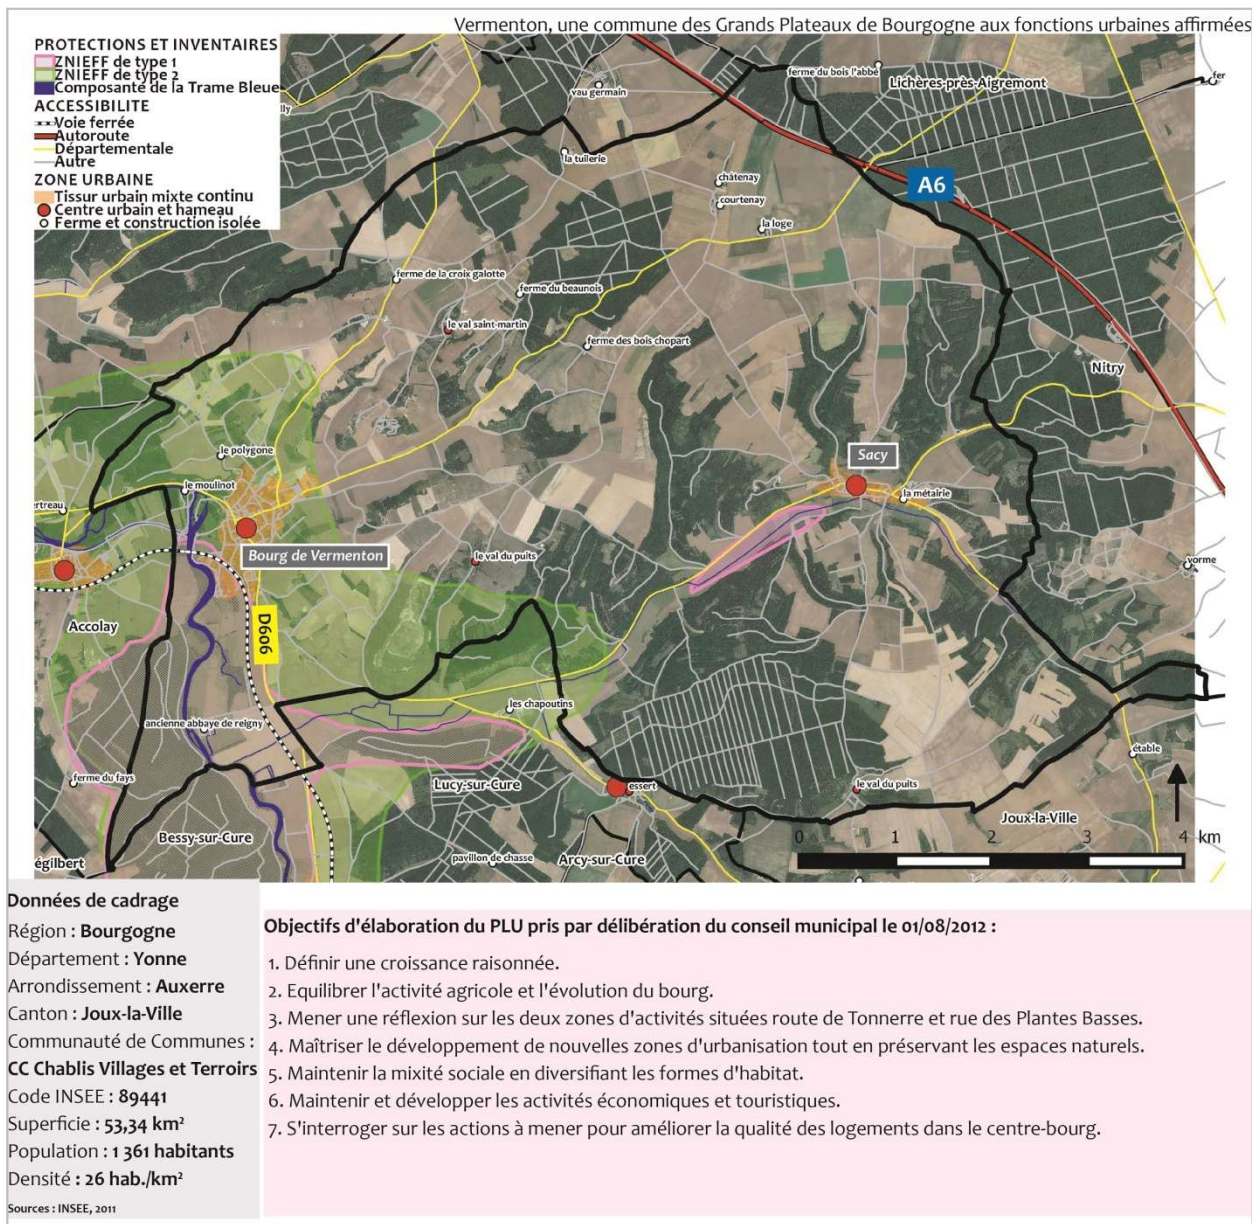 Vermenton, une commune des Grands Plateaux de Bourgogne aux fonctions urbaines affirmées
PROTECTIONS ET INVENTAIRES
ZNIEFF de type 1
ZNIEFF de type 2
Composante de la Trame Bleue
ACCESSIBILITE
Voie ferrée
Autoroute
Départementale
Autre
ZONE URBAINE
Tissur urbain mixte continu
Centre urbain et hameau
Ferme et construction isolée
ferme du bois l'abbé
Lichères-près-Aigremont
fer
vau germain
lly
la tuilerie
châtenay
A6
courtenay
la loge
ferme de la croix galotte
ferme du beaunois
le val saint-martin
ferme des bois chopart
Nitry
le polygone
Sacy
le moulinot
la métairie
ertreau
Bourg de Vermenton
le val du puits
vorme
Accolay
D606
les chapoutins
ancienne abbaye de reigny
étable
ferme du fays
Lucy-sur-Cure
essert
le val du puits
Joux-la-Ville
Bessy-sur-Cure
0 1 2 3 4 km
égilbert
pavillon de chasse
Arcy-sur-Cure
Données de cadrage
Région : Bourgogne
Département : Yonne
Arrondissement : Auxerre
Canton : Joux-la-Ville
Communauté de Communes :
CC Chablis Villages et Terroirs
Code INSEE : 89441
Superficie : 53,34 km²
Population : 1 361 habitants
Densité : 26 hab./km²
Sources : INSEE, 2011
Objectifs d'élaboration du PLU pris par délibération du conseil municipal le 01/08/2012 :
1. Définir une croissance raisonnée.
2. Equilibrer l'activité agricole et l'évolution du bourg.
3. Mener une réflexion sur les deux zones d'activités situées route de Tonnerre et rue des Plantes Basses.
4. Maîtriser le développement de nouvelles zones d'urbanisation tout en préservant les espaces naturels.
5. Maintenir la mixité sociale en diversifiant les formes d'habitat.
6. Maintenir et développer les activités économiques et touristiques.
7. S'interroger sur les actions à mener pour améliorer la qualité des logements dans le centre-bourg.